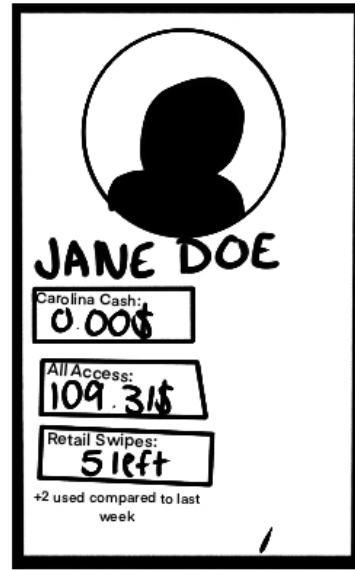 JANE DOE
Carolina Cash:
0.00$
All Access:
109.31$
Retail Swipes:
5 left
+2 used compared to last
week